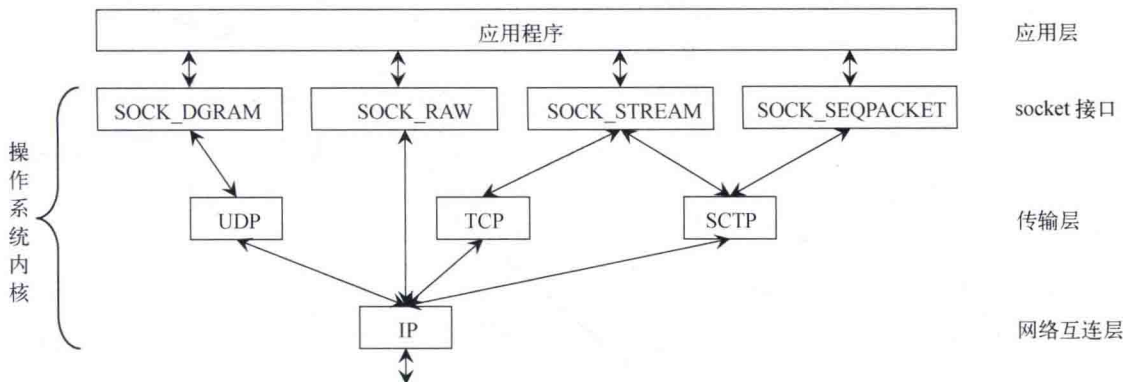 应用程序 应用层
SOCK_DGRAM SOCK_RAW SOCK_STREAM SOCK_SEQPACKET socket 接口
操作系统内核
UDP TCP SCTP 传输层
IP 网络互连层